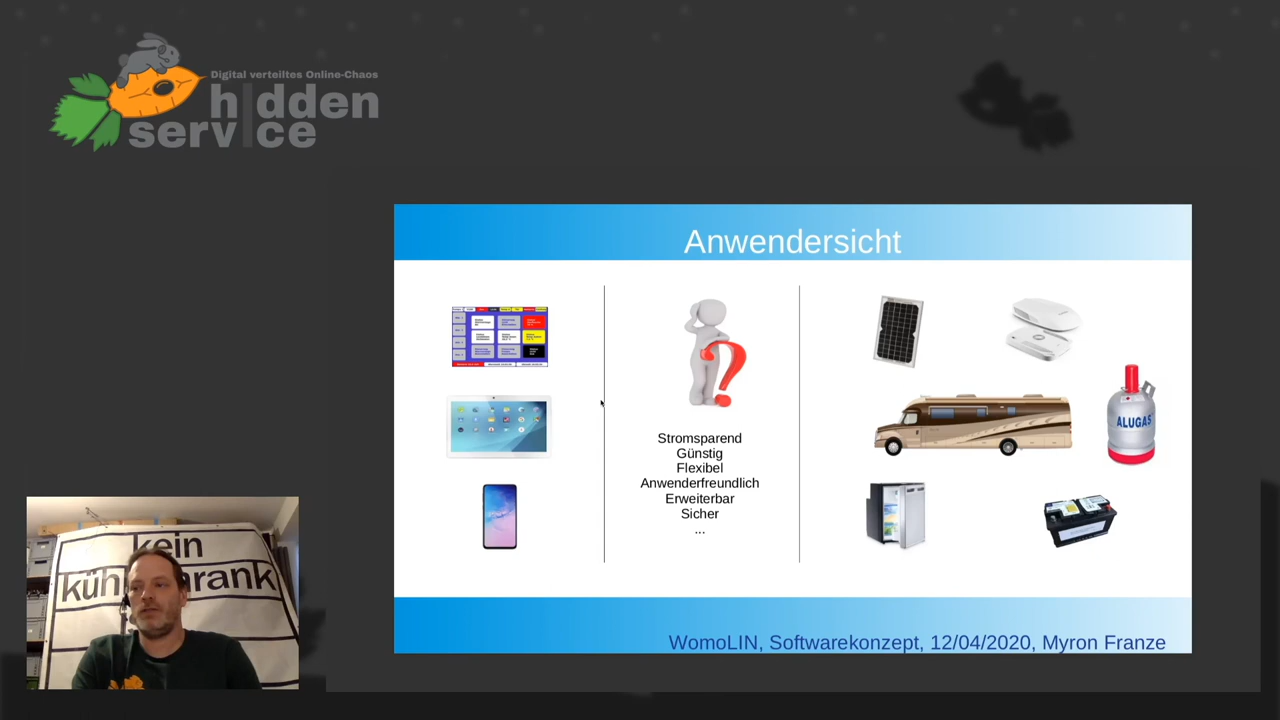 Digital verteiltes Online-Chaos
hidden
service
Anwendersicht
Stromsparend
Günstig
Flexibel
Anwenderfreundlich
Erweiterbar
Sicher
...
ALUGAS
WomoLIN, Softwarekonzept, 12/04/2020, Myron Franze
kein